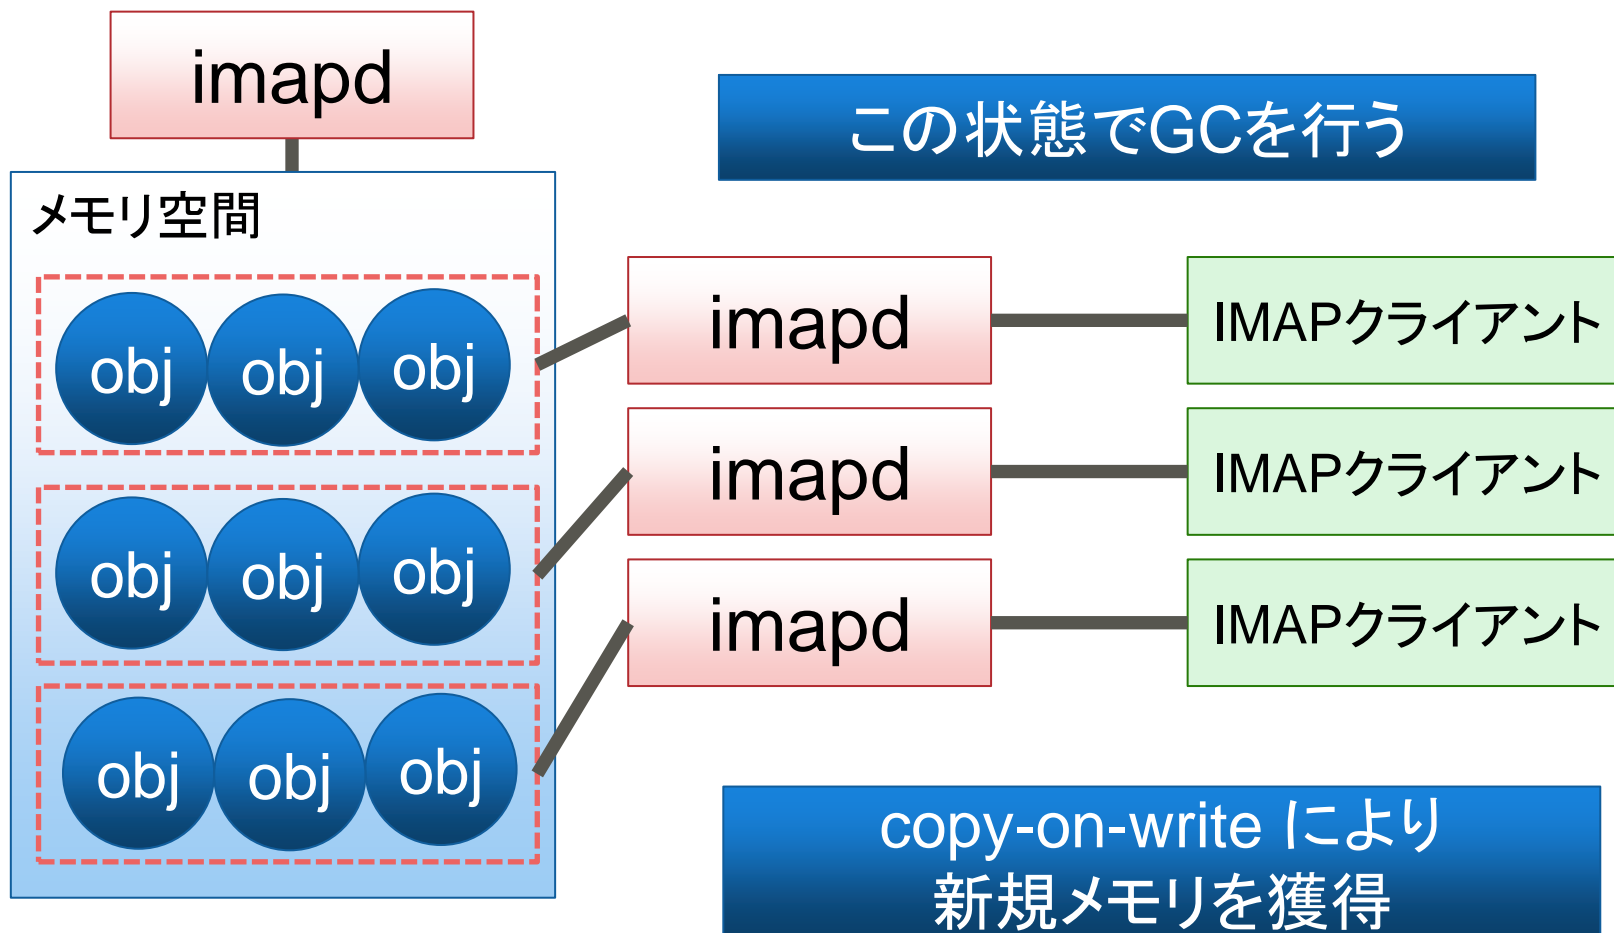 imapd
この状態でGCを行う
メモリ空間
obj obj obj
imapd
IMAPクライアント
obj obj obj
imapd
IMAPクライアント
obj obj obj
imapd
IMAPクライアント
copy-on-write により
新規メモリを獲得